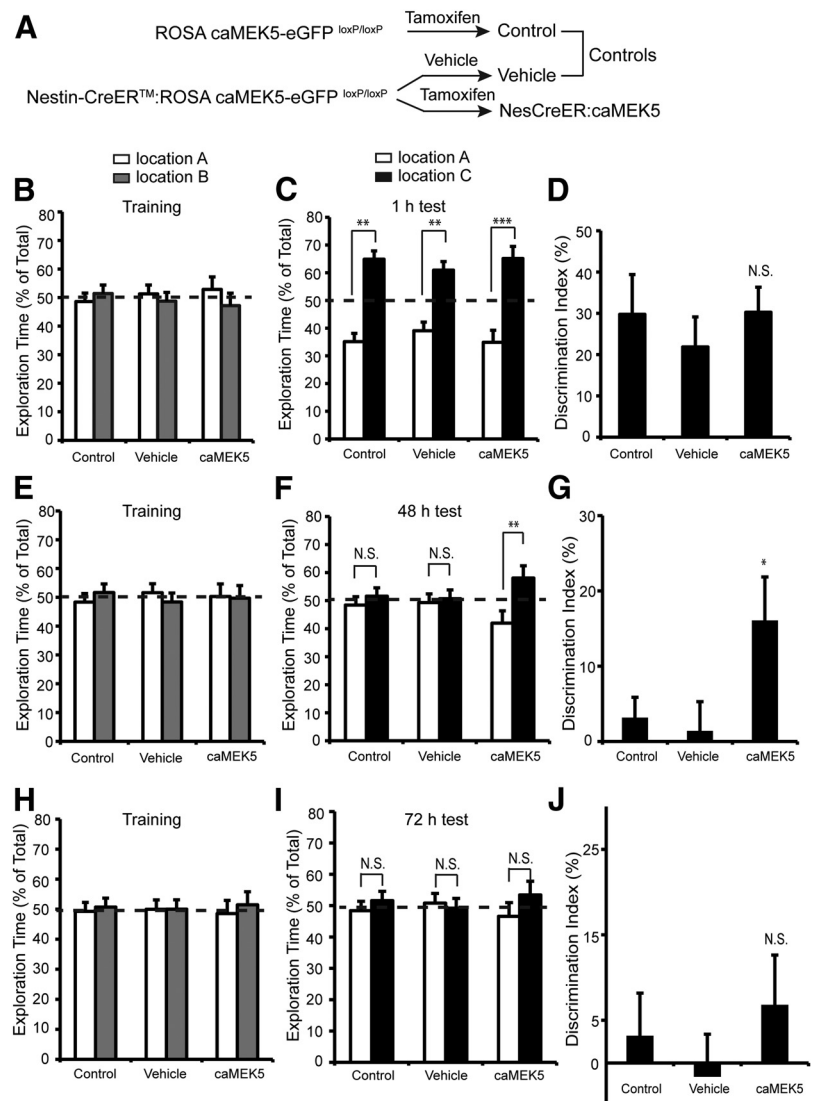 A
ROSA caMEK5-eGFP loxP/loxP
Tamoxifen
Control
Vehicle
Vehicle
Controls
Nestin-CreER™:ROSA caMEK5-eGFP loxP/loxP
Tamoxifen
NesCreER:caMEK5
location A
location B
location A
location C
B
Training
Exploration Time (% of Total)
80
70
60
50
40
30
20
10
0
Control Vehicle caMEK5
C
1 h test
Exploration Time (% of Total)
80
70
60
50
40
30
20
10
0
** ** ***
Control Vehicle caMEK5
D
Discrimination Index (%)
50
40
30
20
10
0
N.S.
Control Vehicle caMEK5
E
Training
Exploration Time (% of Total)
80
70
60
50
40
30
20
10
0
Control Vehicle caMEK5
F
48 h test
Exploration Time (% of Total)
80
70
60
50
40
30
20
10
0
N.S. N.S. **
Control Vehicle caMEK5
G
Discrimination Index (%)
30
20
10
0
*
Control Vehicle caMEK5
H
Training
Exploration Time (% of Total)
80
70
60
50
40
30
20
10
0
Control Vehicle caMEK5
I
72 h test
Exploration Time (% of Total)
80
70
60
50
40
30
20
10
0
N.S. N.S. N.S.
Control Vehicle caMEK5
J
Discrimination Index (%)
25
15
5
0
N.S.
Control Vehicle caMEK5